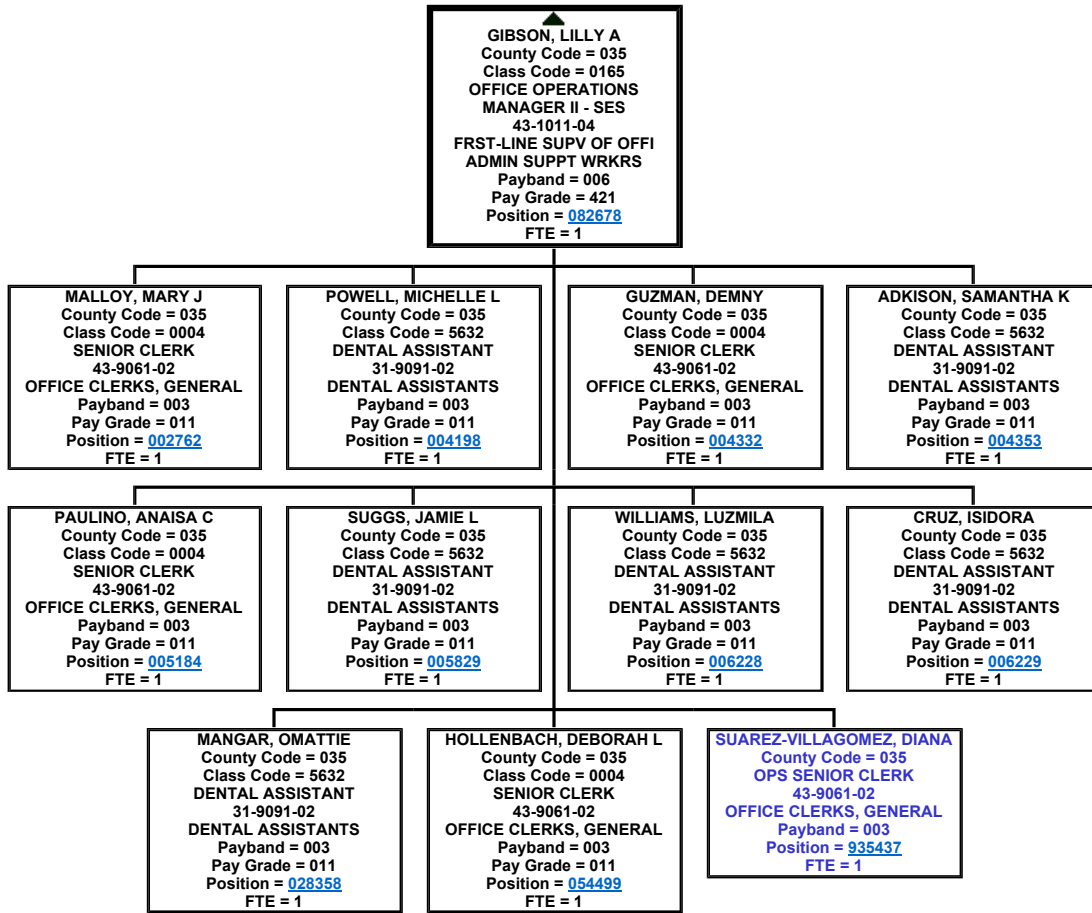 GIBSON, LILLY A
County Code = 035
Class Code = 0165
OFFICE OPERATIONS
MANAGER II - SES
43-1011-04
FRST-LINE SUPV OF OFFI
ADMIN SUPPT WRKRS
Payband = 006
Pay Grade = 421
Position = 082678
FTE = 1
MALLOY, MARY J
County Code = 035
Class Code = 0004
SENIOR CLERK
43-9061-02
OFFICE CLERKS, GENERAL
Payband = 003
Pay Grade = 011
Position = 002762
FTE = 1
POWELL, MICHELLE L
County Code = 035
Class Code = 5632
DENTAL ASSISTANT
31-9091-02
DENTAL ASSISTANTS
Payband = 003
Pay Grade = 011
Position = 004198
FTE = 1
GUZMAN, DEMNY
County Code = 035
Class Code = 0004
SENIOR CLERK
43-9061-02
OFFICE CLERKS, GENERAL
Payband = 003
Pay Grade = 011
Position = 004332
FTE = 1
ADKISON, SAMANTHA K
County Code = 035
Class Code = 5632
DENTAL ASSISTANT
31-9091-02
DENTAL ASSISTANTS
Payband = 003
Pay Grade = 011
Position = 004353
FTE = 1
PAULINO, ANAISA C
County Code = 035
Class Code = 0004
SENIOR CLERK
43-9061-02
OFFICE CLERKS, GENERAL
Payband = 003
Pay Grade = 011
Position = 005184
FTE = 1
SUGGS, JAMIE L
County Code = 035
Class Code = 5632
DENTAL ASSISTANT
31-9091-02
DENTAL ASSISTANTS
Payband = 003
Pay Grade = 011
Position = 005829
FTE = 1
WILLIAMS, LUZMILA
County Code = 035
Class Code = 5632
DENTAL ASSISTANT
31-9091-02
DENTAL ASSISTANTS
Payband = 003
Pay Grade = 011
Position = 006228
FTE = 1
CRUZ, ISIDORA
County Code = 035
Class Code = 5632
DENTAL ASSISTANT
31-9091-02
DENTAL ASSISTANTS
Payband = 003
Pay Grade = 011
Position = 006229
FTE = 1
MANGAR, OMATTIE
County Code = 035
Class Code = 5632
DENTAL ASSISTANT
31-9091-02
DENTAL ASSISTANTS
Payband = 003
Pay Grade = 011
Position = 028358
FTE = 1
HOLLENBACH, DEBORAH L
County Code = 035
Class Code = 0004
SENIOR CLERK
43-9061-02
OFFICE CLERKS, GENERAL
Payband = 003
Pay Grade = 011
Position = 054499
FTE = 1
SUAREZ-VILLAGOMEZ, DIANA
County Code = 035
OPS SENIOR CLERK
43-9061-02
OFFICE CLERKS, GENERAL
Payband = 003
Position = 935437
FTE = 1